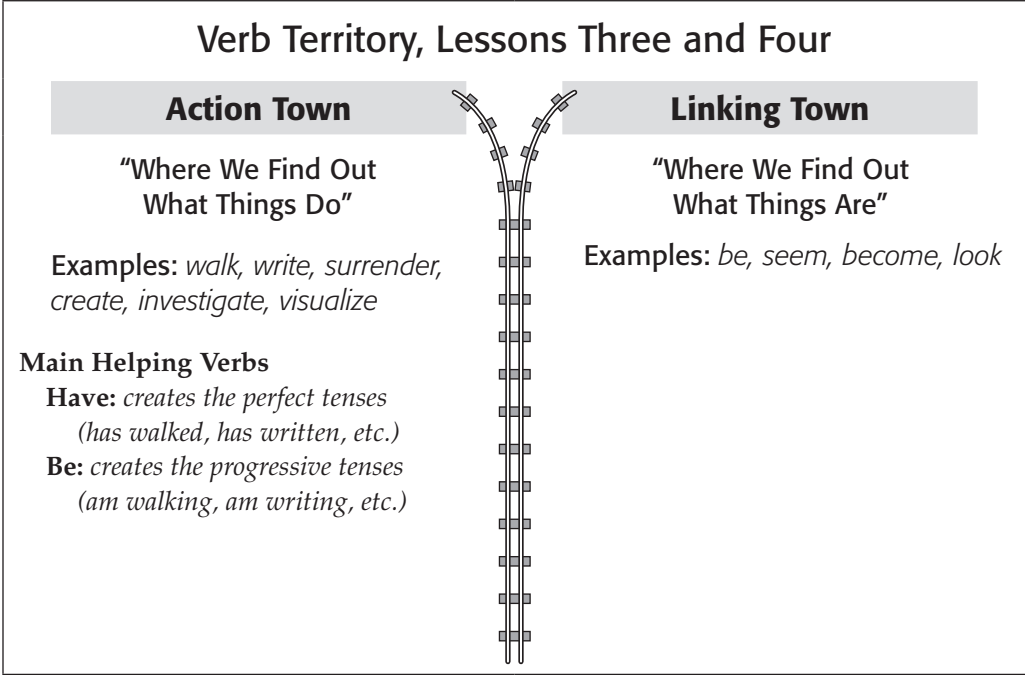 Verb Territory, Lessons Three and Four
Action Town
“Where We Find Out
What Things Do”
Examples: walk, write, surrender,
create, investigate, visualize
Main Helping Verbs
Have: creates the perfect tenses
(has walked, has written, etc.)
Be: creates the progressive tenses
(am walking, am writing, etc.)
Linking Town
“Where We Find Out
What Things Are”
Examples: be, seem, become, look